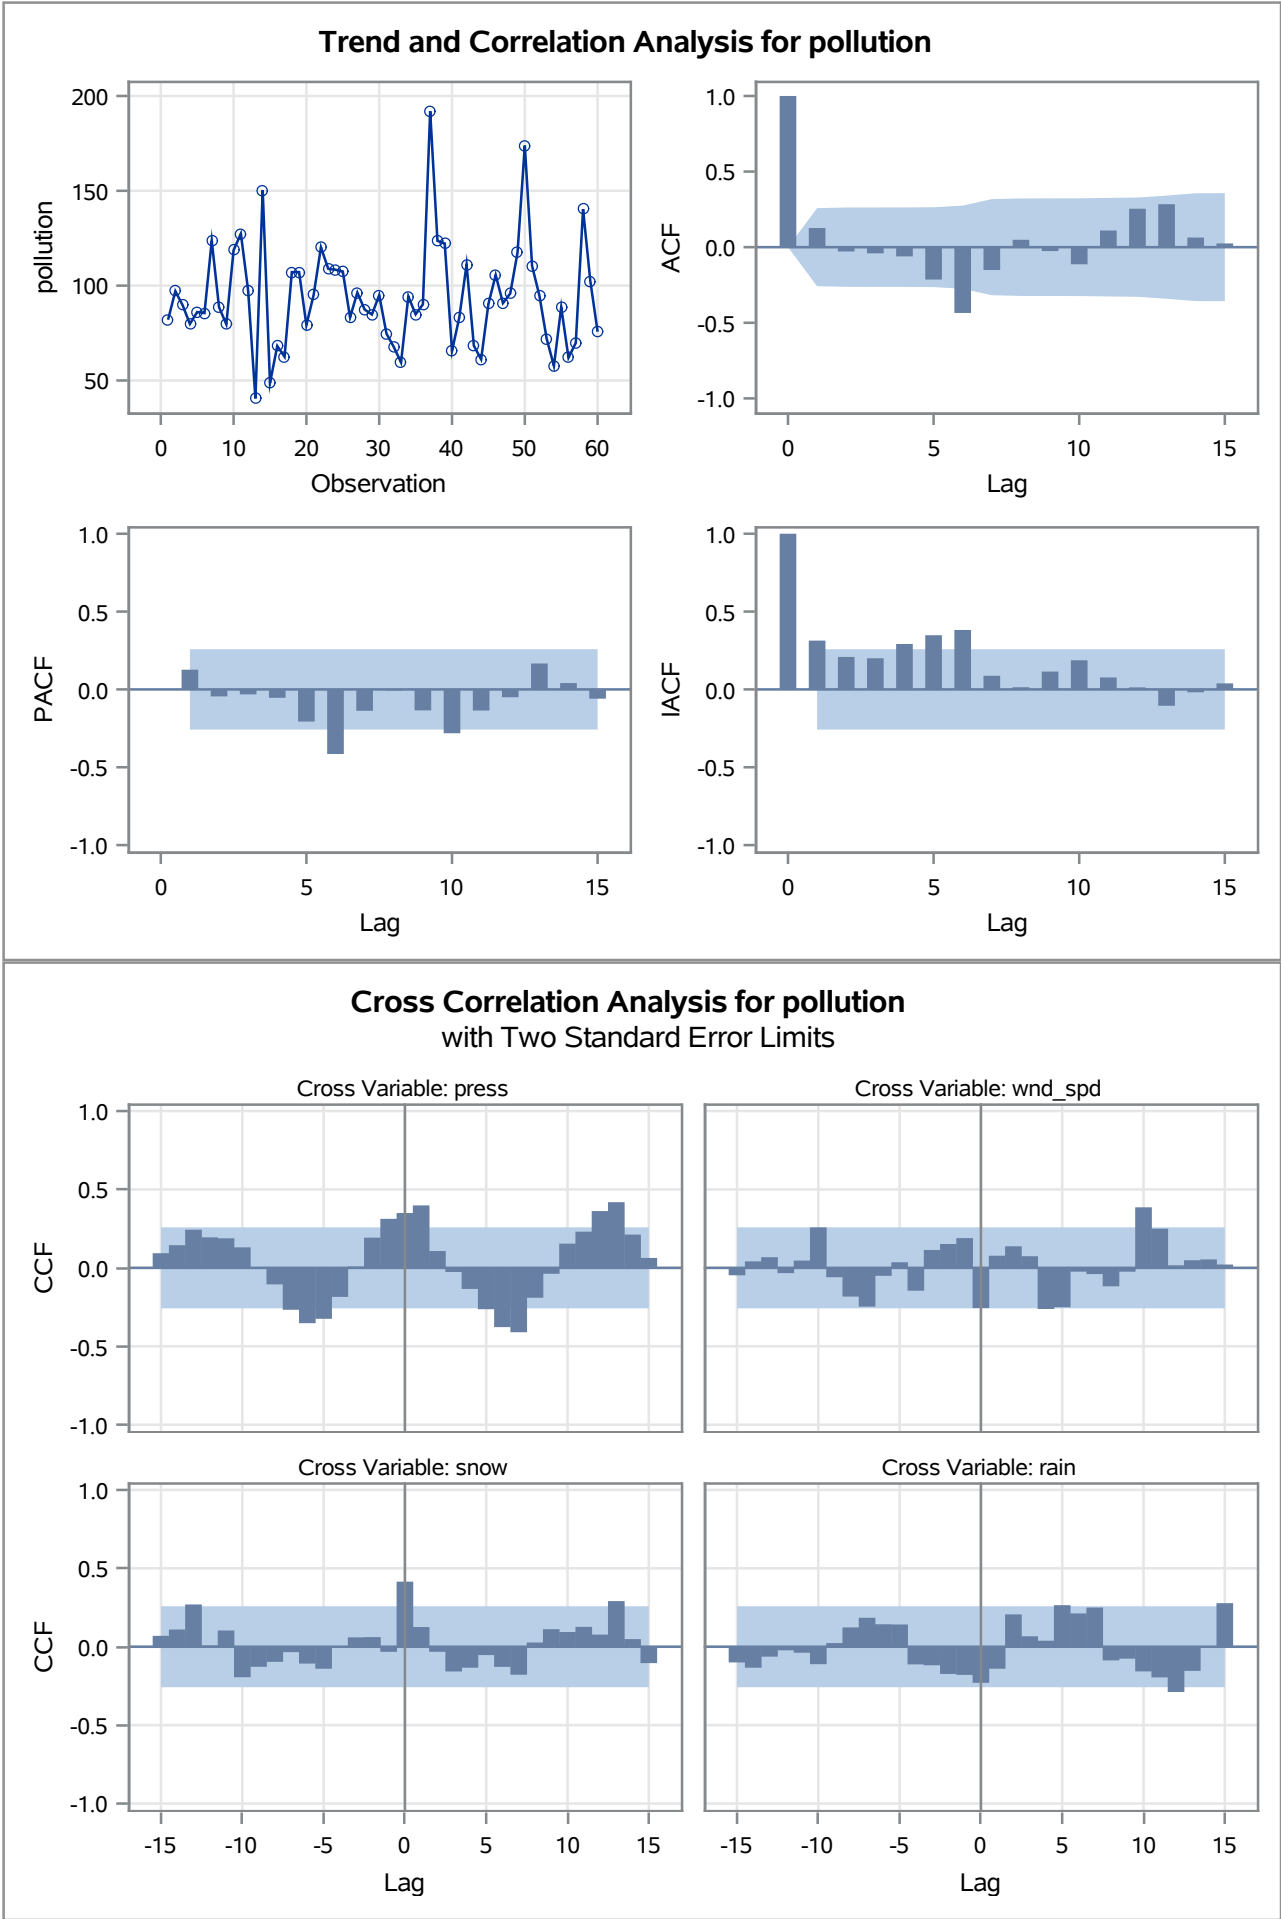 Trend and Correlation Analysis for pollution
200
150
100
50
pollution
0 10 20 30 40 50 60
Observation
1.0
0.5
0.0
-0.5
-1.0
ACF
0 5 10 15
Lag
1.0
0.5
0.0
-0.5
-1.0
PACF
0 5 10 15
Lag
1.0
0.5
0.0
-0.5
-1.0
IACF
0 5 10 15
Lag
Cross Correlation Analysis for pollution
with Two Standard Error Limits
Cross Variable: press
Cross Variable: wnd_spd
1.0
0.5
0.0
-0.5
-1.0
CCF
Cross Variable: snow
Cross Variable: rain
1.0
0.5
0.0
-0.5
-1.0
CCF
-15 -10 -5 0 5 10 15
Lag
-15 -10 -5 0 5 10 15
Lag